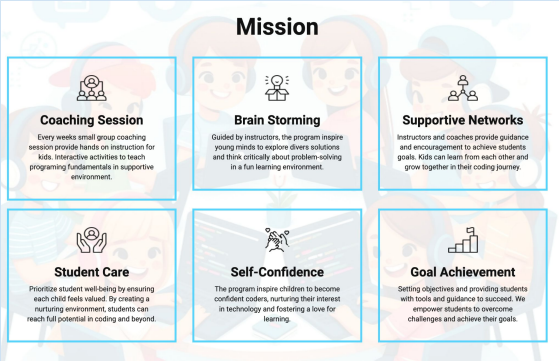 Mission
Coaching Session
Every weeks small group coaching
session provide hands on instruction for
kids. Interactive activities to teach
programing fundamentals in supportive
environment.
Brain Storming
Guided by instructors, the program inspire
young minds to explore divers solutions
and think critically about problem-solving
in a fun learning environment.
Supportive Networks
Instructors and coaches provide guidance
and encouragement to achieve students
goals. Kids can learn from each other and
grow together in their coding journey.
Student Care
Prioritize student well-being by ensuring
each child feels valued. By creating a
nurturing environment, students can
reach full potential in coding and beyond.
Self-Confidence
The program inspire children to become
confident coders, nurturing their interest
in technology and fostering a love for
learning.
Goal Achievement
Setting objectives and providing students
with tools and guidance to succeed. We
empower students to overcome
challenges and achieve their goals.